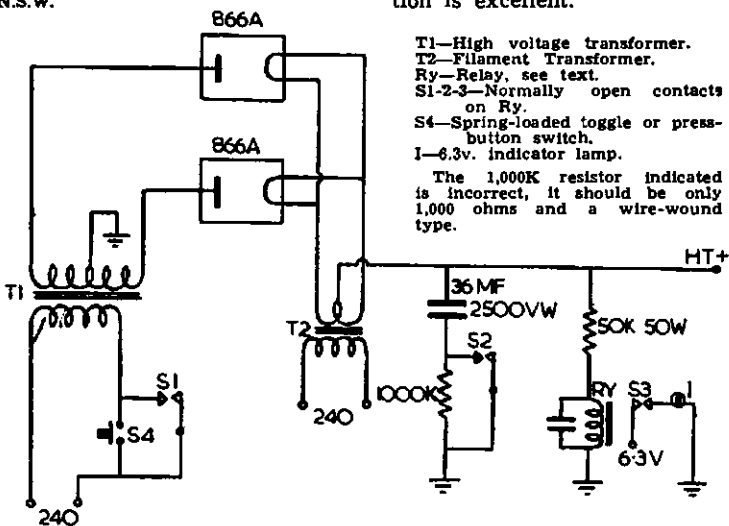 N.S.W.
tion is excellent.
866A
T1—High voltage transformer.
T2—Filament Transformer.
Ry—Relay, see text.
S1-2-3—Normally open contacts
on Ry.
S4—Spring-loaded toggle or press-
button switch.
I—6.3v. indicator lamp.
The 1,000K resistor indicated
is incorrect, it should be only
1,000 ohms and a wire-wound
type.
866A
HT+
T1
36 MF
2500VW
T2
S2
50K 50W
S1
1000K
RY
S3
I
S4
240
6·3V
240